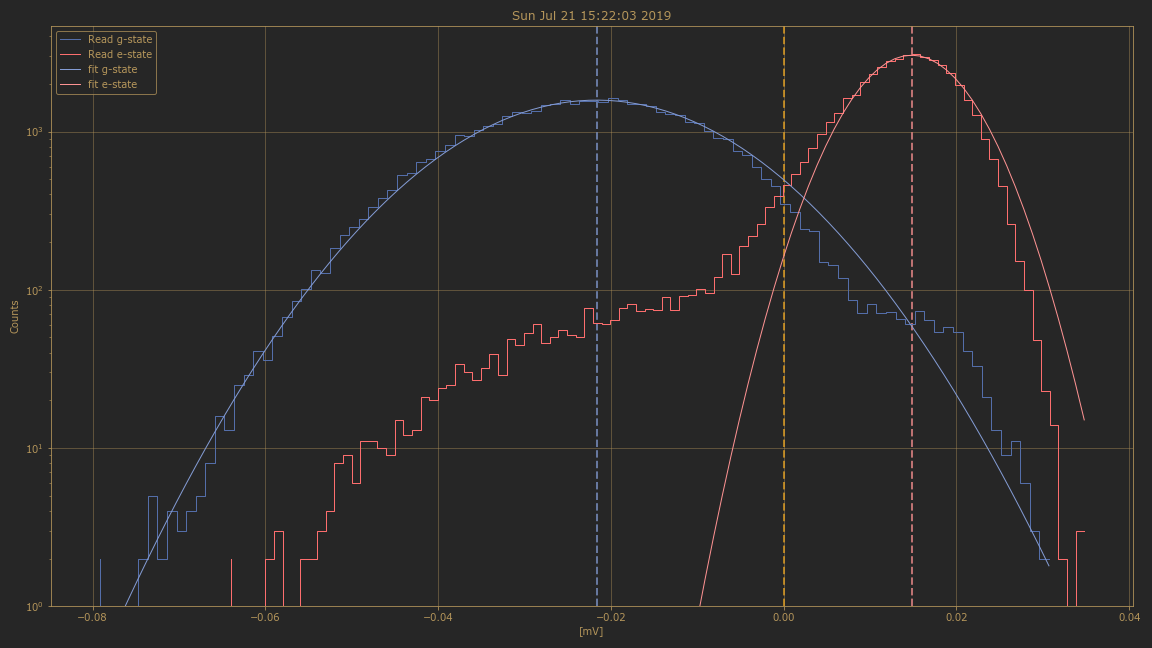 Sun Jul 21 15:22:03 2019
Read g-state
Read e-state
fit g-state
fit e-state
10³
10²
10¹
10⁰
Counts
−0.08
−0.06
−0.04
−0.02
0.00
0.02
0.04
[mV]